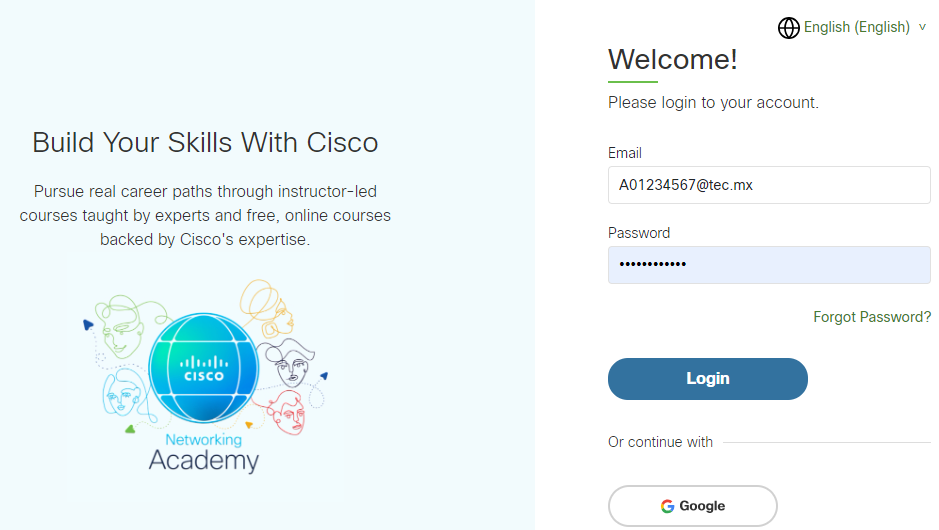 English (English)
Welcome!
Please login to your account.
Build Your Skills With Cisco
Pursue real career paths through instructor-led
courses taught by experts and free, online courses
backed by Cisco's expertise.
CISCO
Networking
Academy
Email
A01234567@tec.mx
Password
••••••••••••
Forgot Password?
Login
Or continue with
Google